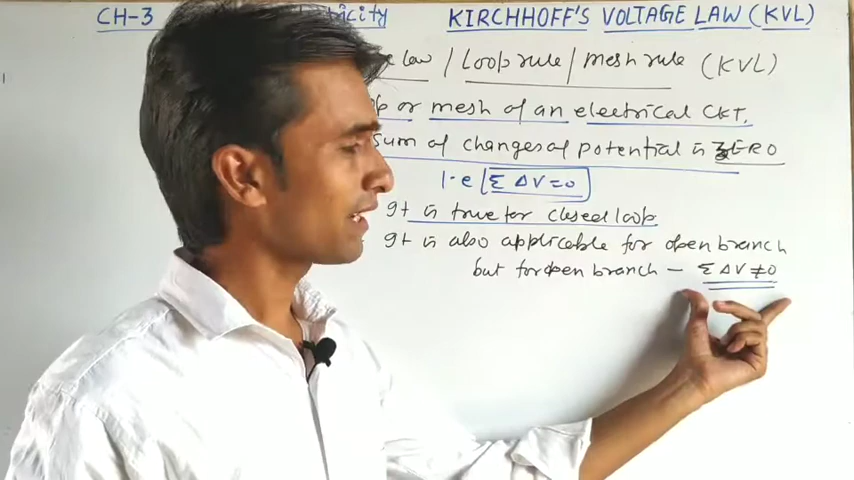 CH-3 icity KIRCHHOFF'S VOLTAGE LAW (KVL)
law / Loop rule / mesh rule (KVL)
or mesh of an electrical CKT.
sum of changes of potential is ZERO
i.e Σ ΔV=0
It is true for closed loop
It is also applicable for open branch
but for open branch — Σ ΔV ≠0